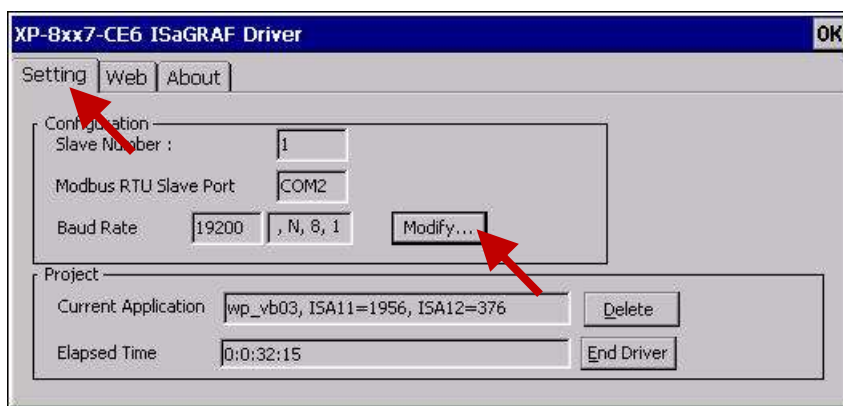 XP-8xx7-CE6 ISaGRAF Driver OK
Setting Web About
Configuration
Slave Number : 1
Modbus RTU Slave Port COM2
Baud Rate 19200 , N, 8, 1 Modify...
Project
Current Application wp_vb03, ISA11=1956, ISA12=376 Delete
Elapsed Time 0:0:32:15 End Driver